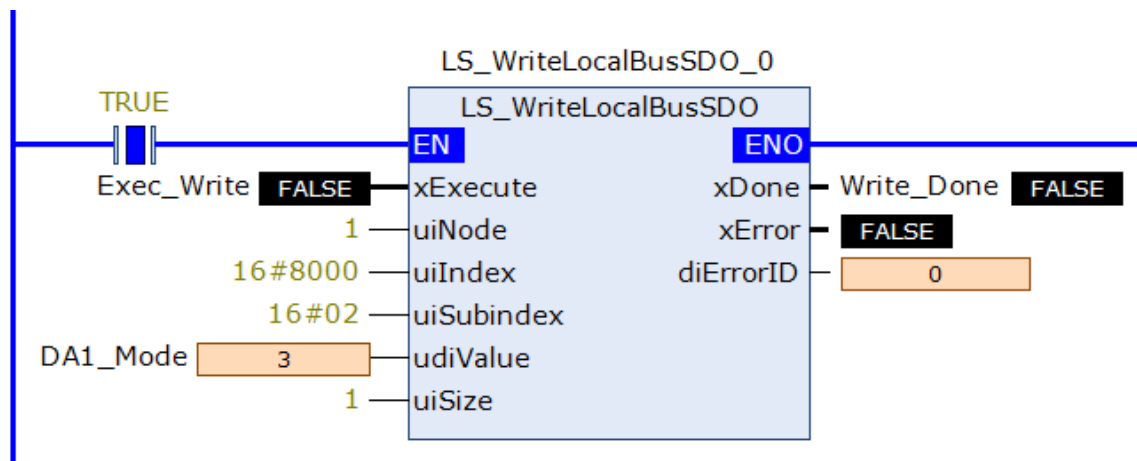 LS_WriteLocalBusSDO_0
TRUE
LS_WriteLocalBusSDO
EN ENO
Exec_Write FALSE xExecute xDone Write_Done FALSE
1 uiNode xError FALSE
16#8000 uiIndex diErrorID 0
16#02 uiSubindex
DA1_Mode 3 udiValue
1 uiSize